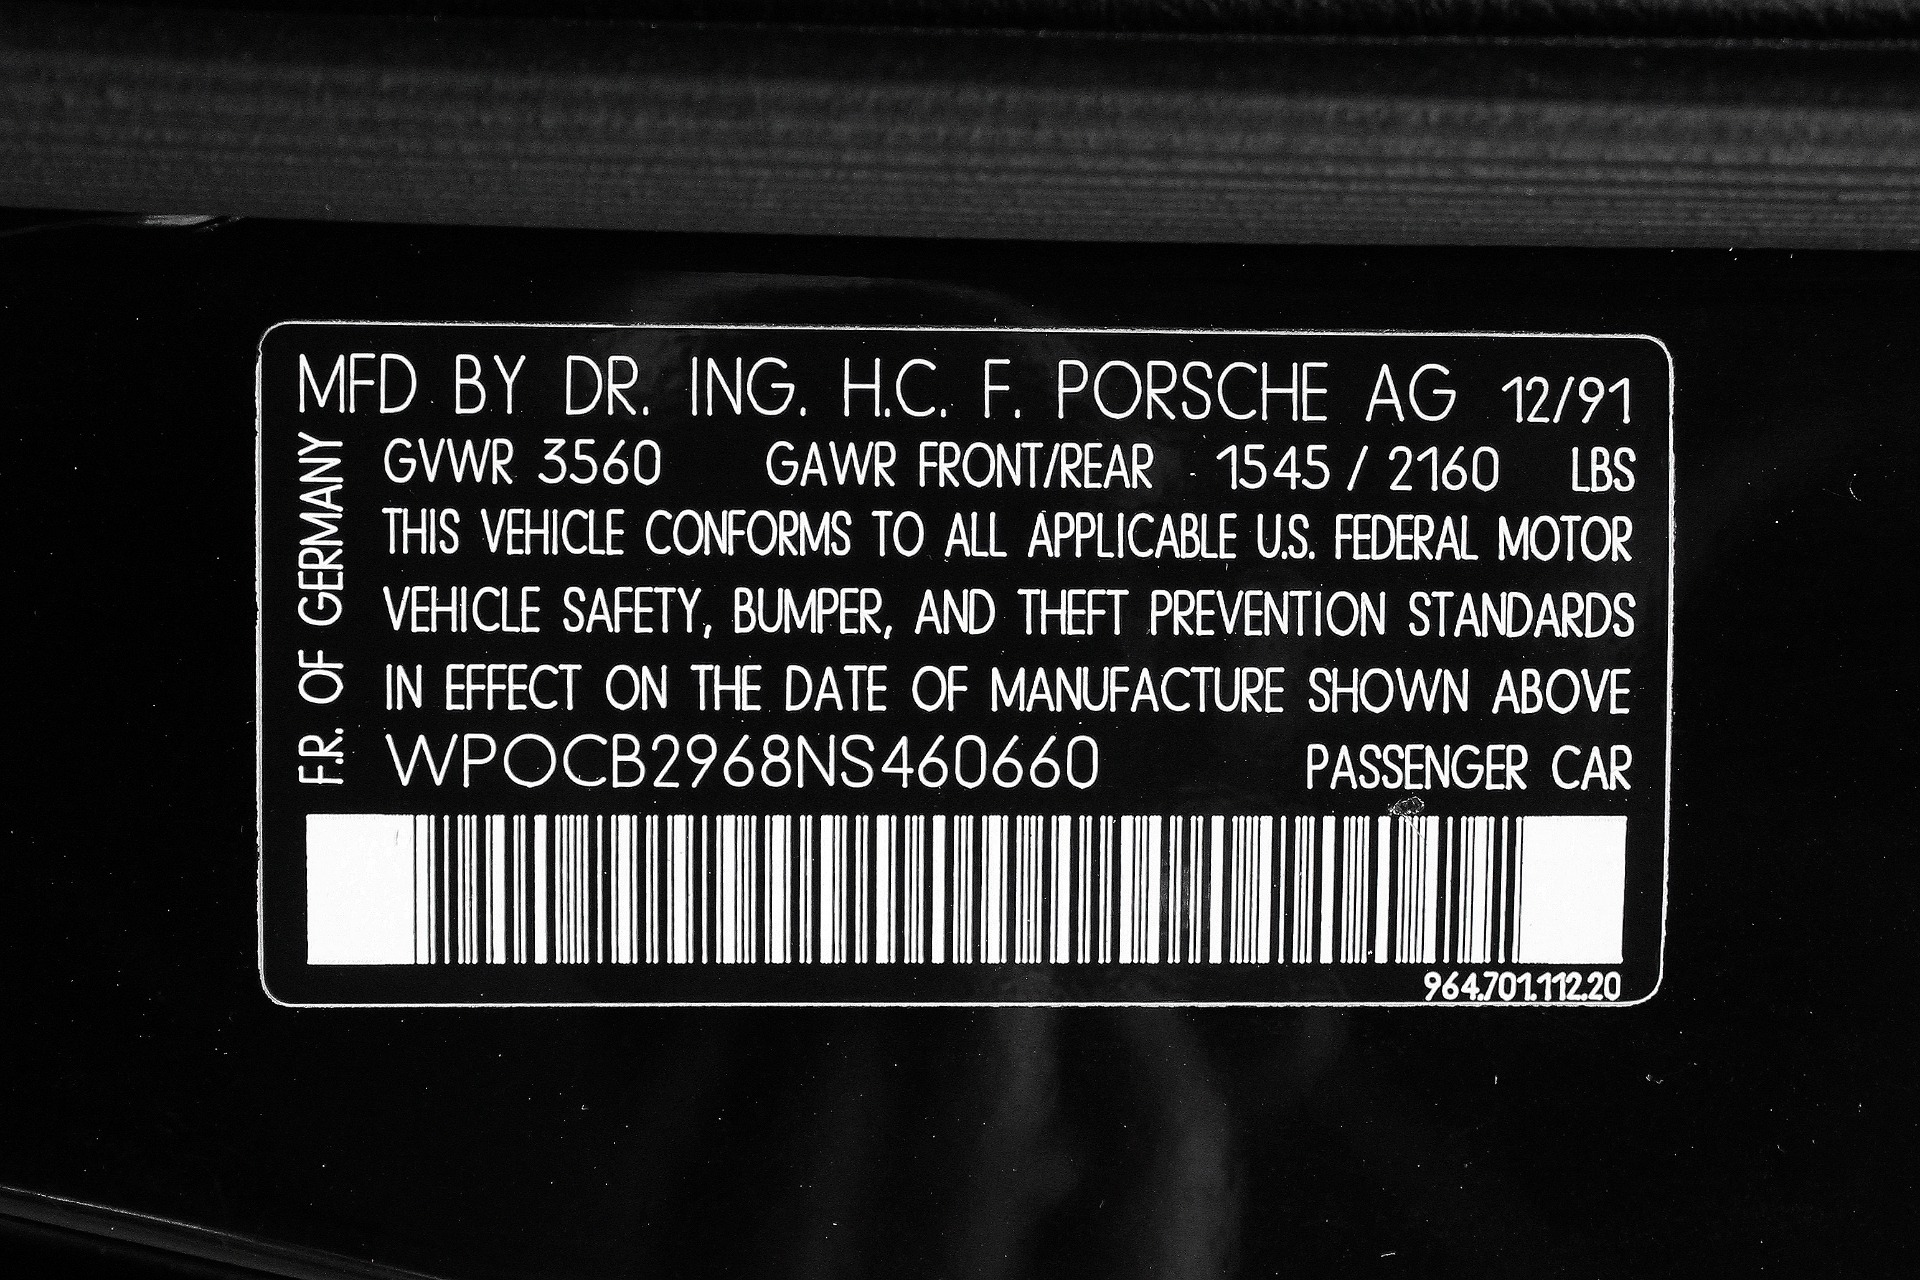 MFD BY DR. ING. H.C. F. PORSCHE AG 12/91
F.R. OF GERMANY
GVWR 3560 GAWR FRONT/REAR - 1545 / 2160 LBS
THIS VEHICLE CONFORMS TO ALL APPLICABLE U.S. FEDERAL MOTOR
VEHICLE SAFETY, BUMPER, AND THEFT PREVENTION STANDARDS
IN EFFECT ON THE DATE OF MANUFACTURE SHOWN ABOVE
WP0CB2968NS460660 PASSENGER CAR
964.701.112.20